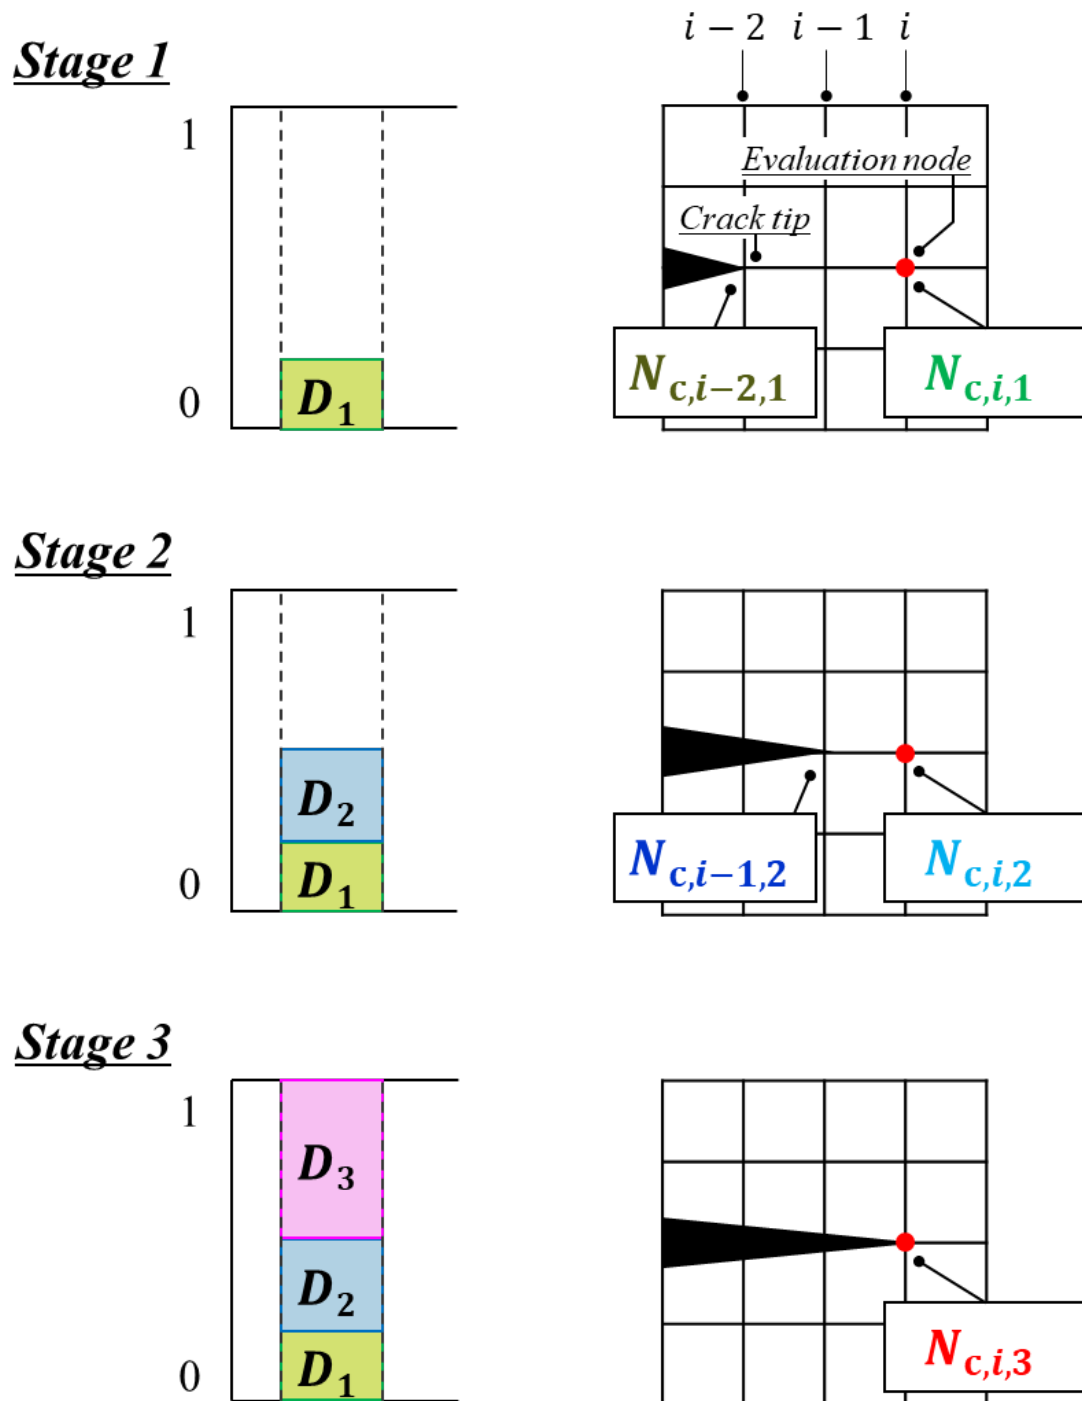 Stage 1
i − 2 i − 1 i
1
Evaluation node
Crack tip
0
D1
Nc,i−2,1
Nc,i,1
Stage 2
1
D2
0
D1
Nc,i−1,2
Nc,i,2
Stage 3
1
D3
D2
0
D1
Nc,i,3